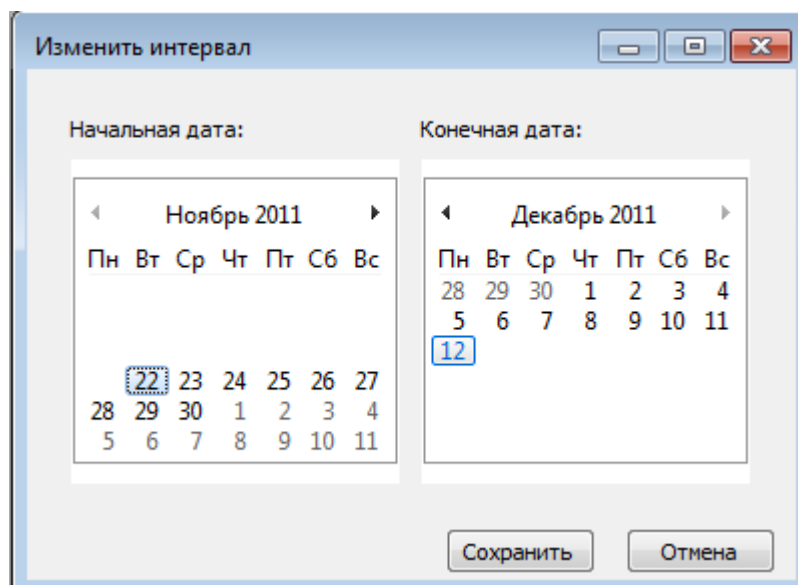 Изменить интервал
Начальная дата:
Ноябрь 2011
Пн Вт Ср Чт Пт Сб Вс
22 23 24 25 26 27
28 29 30 1 2 3 4
5 6 7 8 9 10 11
Конечная дата:
Декабрь 2011
Пн Вт Ср Чт Пт Сб Вс
28 29 30 1 2 3 4
5 6 7 8 9 10 11
12
Сохранить
Отмена